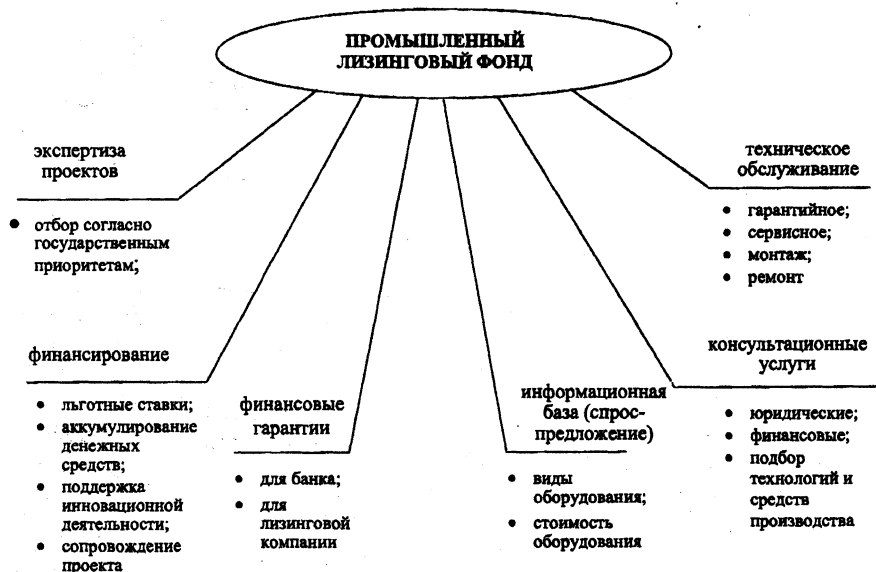 ПРОМЫШЛЕННЫЙ
ЛИЗИНГОВЫЙ ФОНД
экспертиза
проектов
• отбор согласно
государственным
приоритетам;
техническое
обслуживание
• гарантийное;
• сервисное;
• монтаж;
• ремонт
финансирование
• льготные ставки;
• аккумулирование
денежных
средств;
• поддержка
инновационной
деятельности;
• сопровождение
проекта
финансовые
гарантии
• для банка;
• для
лизинговой
компании
информационная
база (спрос-
предложение)
• виды
оборудования;
• стоимость
оборудования
консультационные
услуги
• юридические;
• финансовые;
• подбор
технологий и
средств
производства